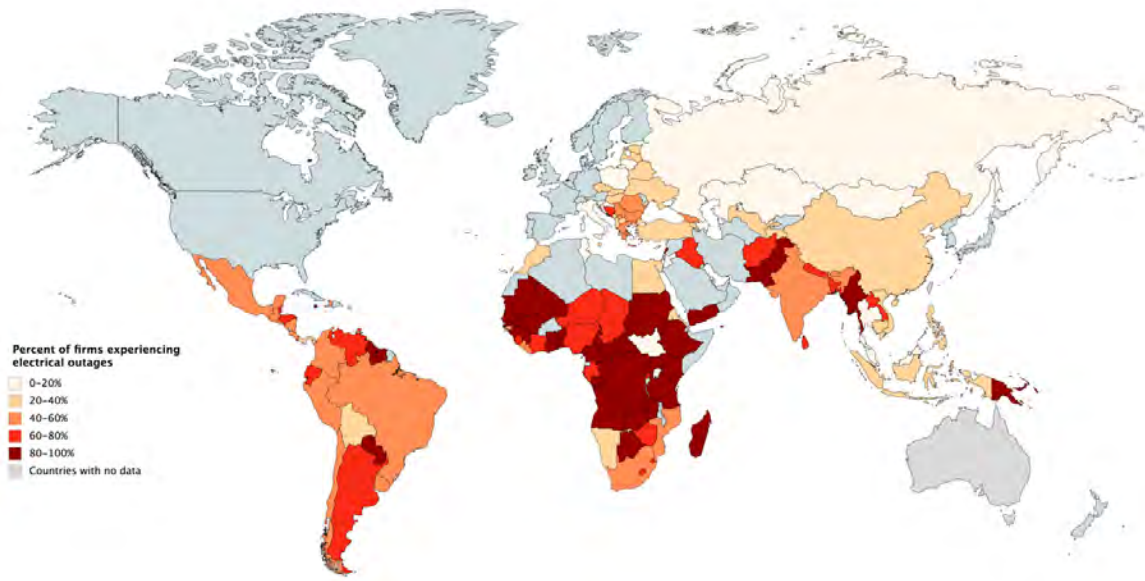 Percent of firms experiencing
electrical outages
0–20%
20–40%
40–60%
60–80%
80–100%
Countries with no data